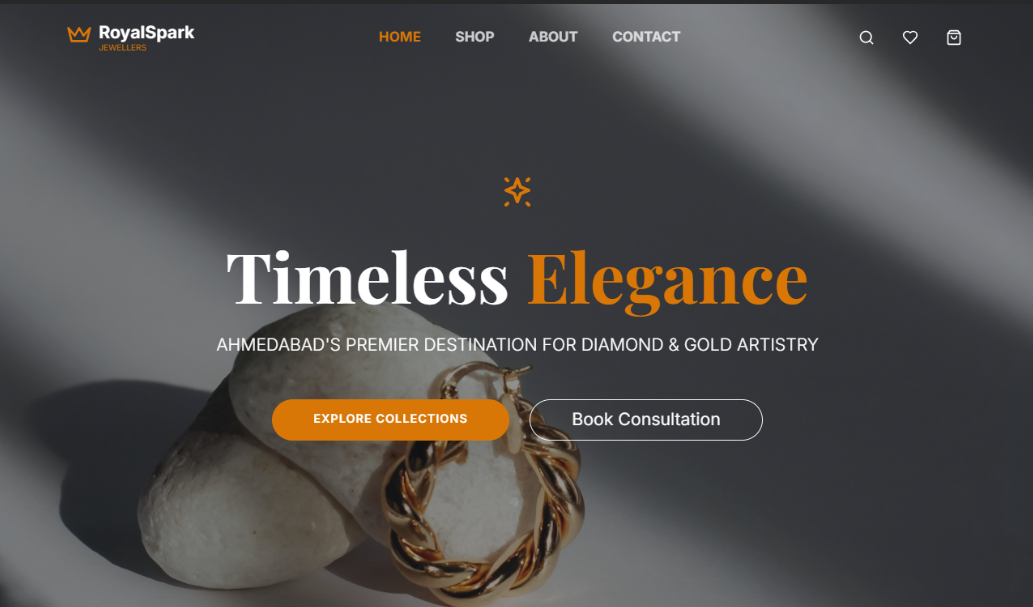 RoyalSpark
JEWELLERS
HOME SHOP ABOUT CONTACT
Timeless Elegance
AHMEDABAD'S PREMIER DESTINATION FOR DIAMOND & GOLD ARTISTRY
EXPLORE COLLECTIONS Book Consultation